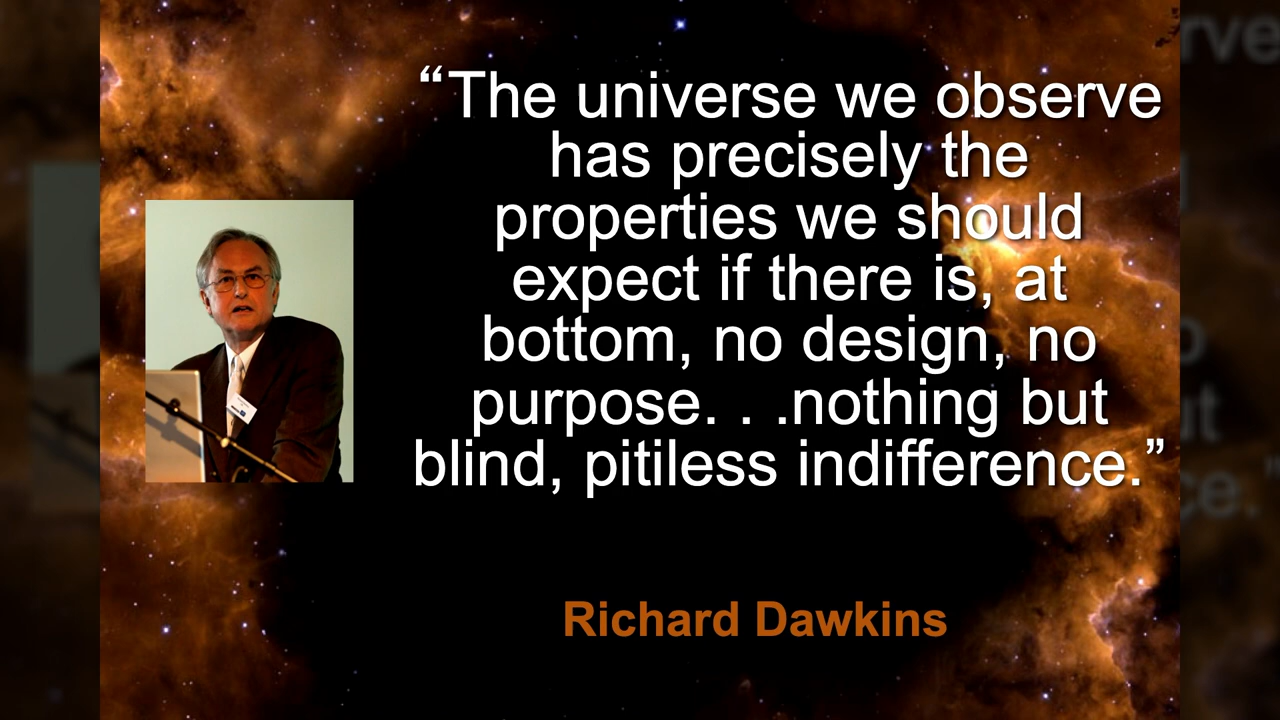 “The universe we observe
has precisely the
properties we should
expect if there is, at
bottom, no design, no
purpose. . .nothing but
blind, pitiless indifference.”
Richard Dawkins